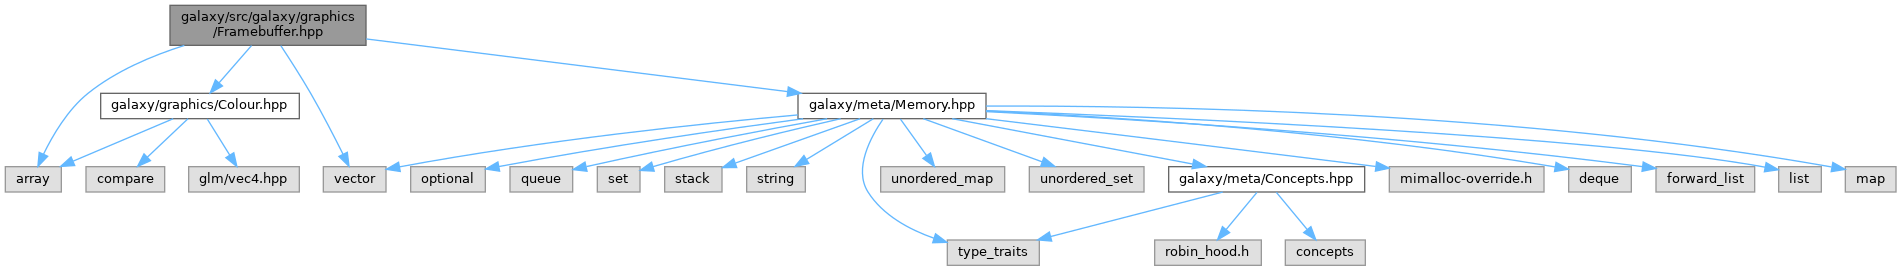 galaxy/src/galaxy/graphics
/Framebuffer.hpp
galaxy/graphics/Colour.hpp
galaxy/meta/Memory.hpp
array
compare
glm/vec4.hpp
vector
optional
queue
set
stack
string
unordered_map
unordered_set
galaxy/meta/Concepts.hpp
mimalloc-override.h
deque
forward_list
list
map
type_traits
robin_hood.h
concepts